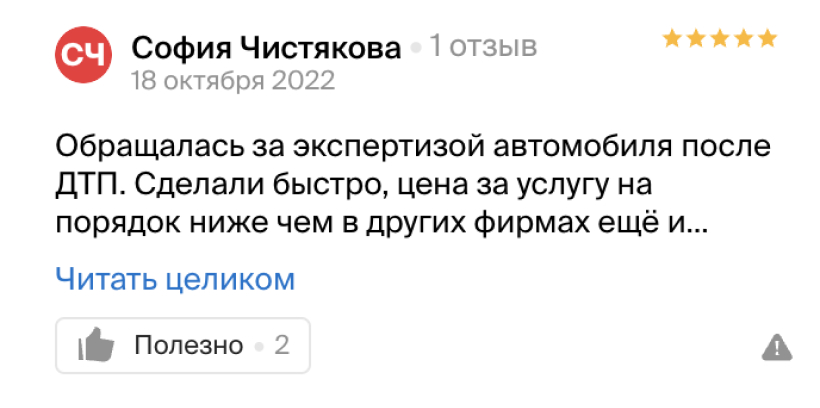 СЧ София Чистякова • 1 отзыв
18 октября 2022
Обращалась за экспертизой автомобиля после
ДТП. Сделали быстро, цена за услугу на
порядок ниже чем в других фирмах ещё и...
Читать целиком
Полезно • 2